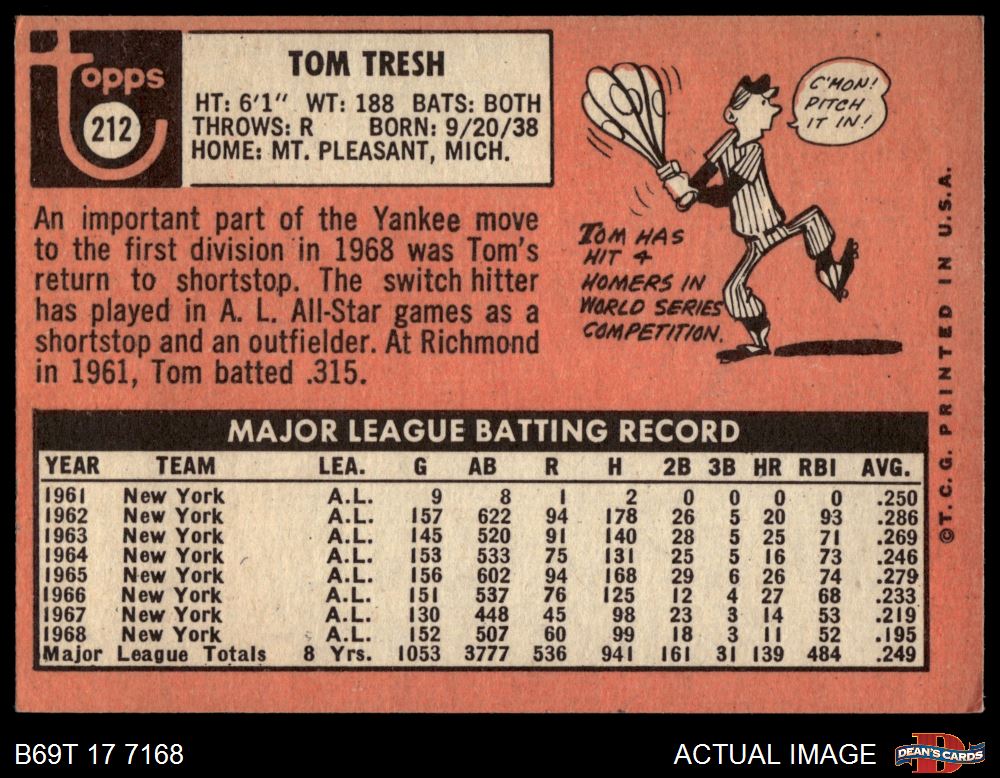 Topps
212
TOM TRESH
HT: 6'1" WT: 188 BATS: BOTH
THROWS: R BORN: 9/20/38
HOME: MT. PLEASANT, MICH.
An important part of the Yankee move
to the first division in 1968 was Tom's
return to shortstop. The switch hitter
has played in A. L. All-Star games as a
shortstop and an outfielder. At Richmond
in 1961, Tom batted .315.
C'MON!
PITCH
IT IN!
TOM HAS
HIT 4
HOMERS IN
WORLD SERIES
COMPETITION.
©T. C. G. PRINTED IN U. S. A.
MAJOR LEAGUE BATTING RECORD
YEAR TEAM LEA. G AB R H 2B 3B HR RBI AVG.
1961 New York A.L. 9 8 1 2 0 0 0 0 .250
1962 New York A.L. 157 622 94 178 26 5 20 93 .286
1963 New York A.L. 145 520 91 140 28 5 25 71 .269
1964 New York A.L. 153 533 75 131 25 5 16 73 .246
1965 New York A.L. 156 602 94 168 29 6 26 74 .279
1966 New York A.L. 151 537 76 125 12 4 27 68 .233
1967 New York A.L. 130 448 45 98 23 3 14 53 .219
1968 New York A.L. 152 507 60 99 18 3 11 52 .195
Major League Totals 8 Yrs. 1053 3777 536 941 161 31 139 484 .249
B69T 17 7168
ACTUAL IMAGE
DEAN'S CARDS